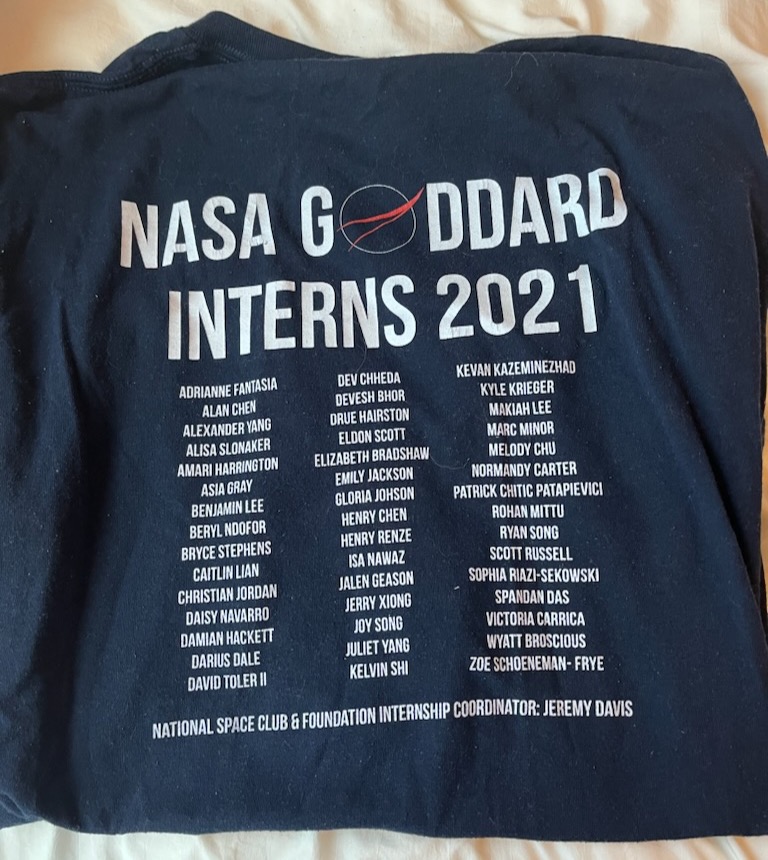 NASA GODDARD
INTERNS 2021
ADRIANNE FANTASIA
ALAN CHEN
ALEXANDER YANG
ALISA SLONAKER
AMARI HARRINGTON
ASIA GRAY
BENJAMIN LEE
BERYL NDOFOR
BRYCE STEPHENS
CAITLIN LIAN
CHRISTIAN JORDAN
DAISY NAVARRO
DAMIAN HACKETT
DARIUS DALE
DAVID TOLER II
DEV CHHEDA
DEVESH BHOR
DRUE HAIRSTON
ELDON SCOTT
ELIZABETH BRADSHAW
EMILY JACKSON
GLORIA JOHSON
HENRY CHEN
HENRY RENZE
ISA NAWAZ
JALEN GEASON
JERRY XIONG
JOY SONG
JULIET YANG
KELVIN SHI
KEVAN KAZEMINEZHAD
KYLE KRIEGER
MAKIAH LEE
MARC MINOR
MELODY CHU
NORMANDY CARTER
PATRICK CHITIC PATAPIEVICI
ROHAN MITTU
RYAN SONG
SCOTT RUSSELL
SOPHIA RIAZI-SEKOWSKI
SPANDAN DAS
VICTORIA CARRICA
WYATT BROSCIOUS
ZOE SCHOENEMAN- FRYE
NATIONAL SPACE CLUB & FOUNDATION INTERNSHIP COORDINATOR: JEREMY DAVIS